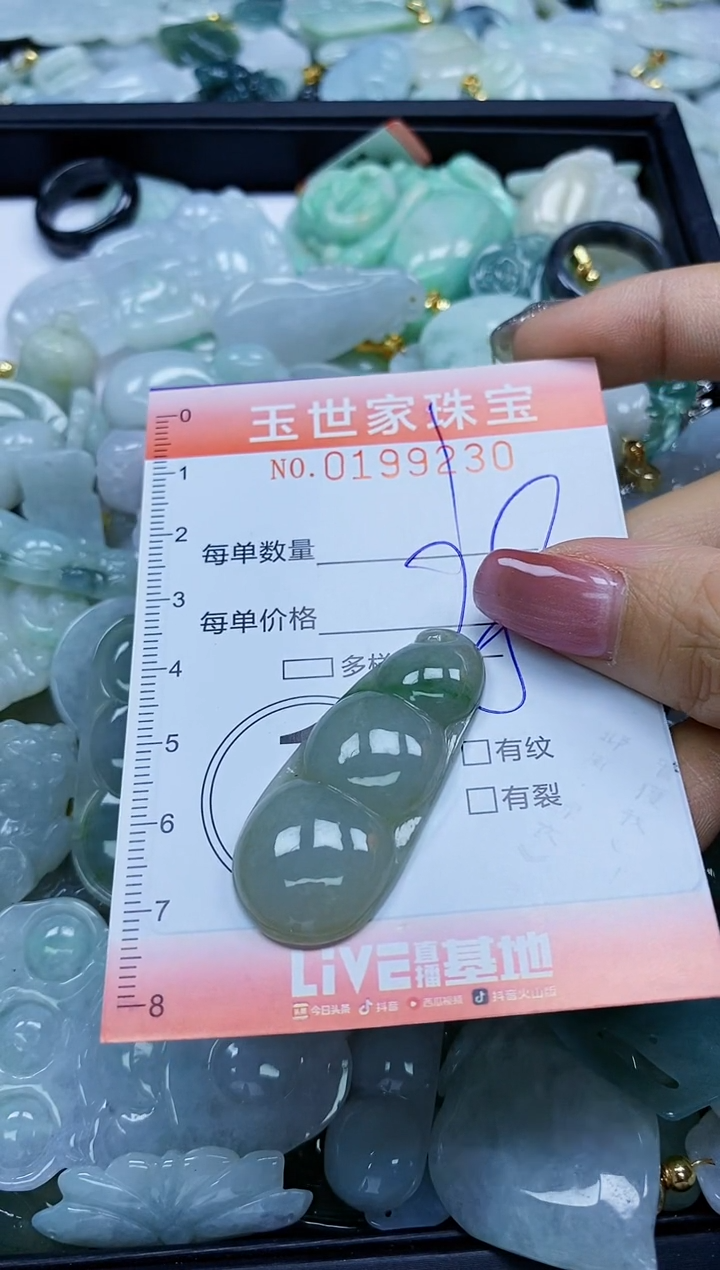 玉世家珠宝
NO.0199230
0
1
2
3
4
5
6
7
8
每单数量
每单价格
多样
有纹
有裂
LiVE直播基地
今日头条 抖音 西瓜视频 抖音火山版